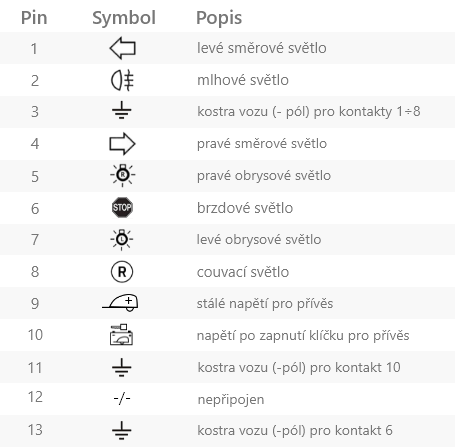 Pin Symbol Popis
1 levé směrové světlo
2 mlhové světlo
3 kostra vozu (- pól) pro kontakty 1÷8
4 pravé směrové světlo
5 R pravé obrysové světlo
6 STOP brzdové světlo
7 L levé obrysové světlo
8 R couvací světlo
9 + stálé napětí pro přívěs
10 napětí po zapnutí klíčku pro přívěs
11 kostra vozu (-pól) pro kontakt 10
12 -/- nepřipojen
13 kostra vozu (-pól) pro kontakt 6